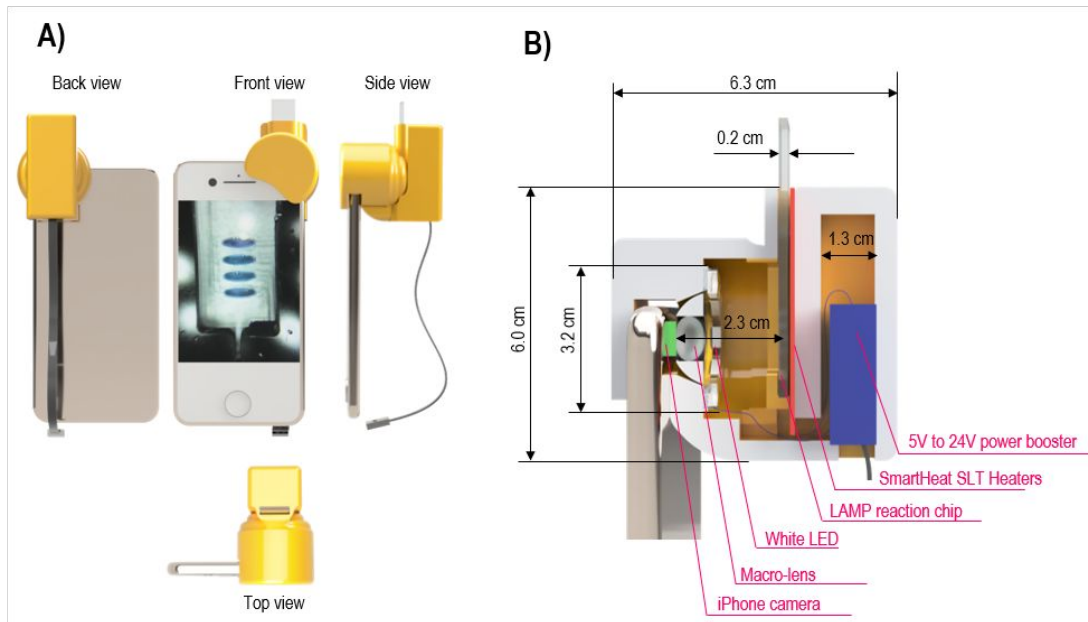 A)
Back view
Front view
Side view
Top view
B)
6.3 cm
0.2 cm
1.3 cm
6.0 cm
3.2 cm
2.3 cm
5V to 24V power booster
SmartHeat SLT Heaters
LAMP reaction chip
White LED
Macro-lens
iPhone camera